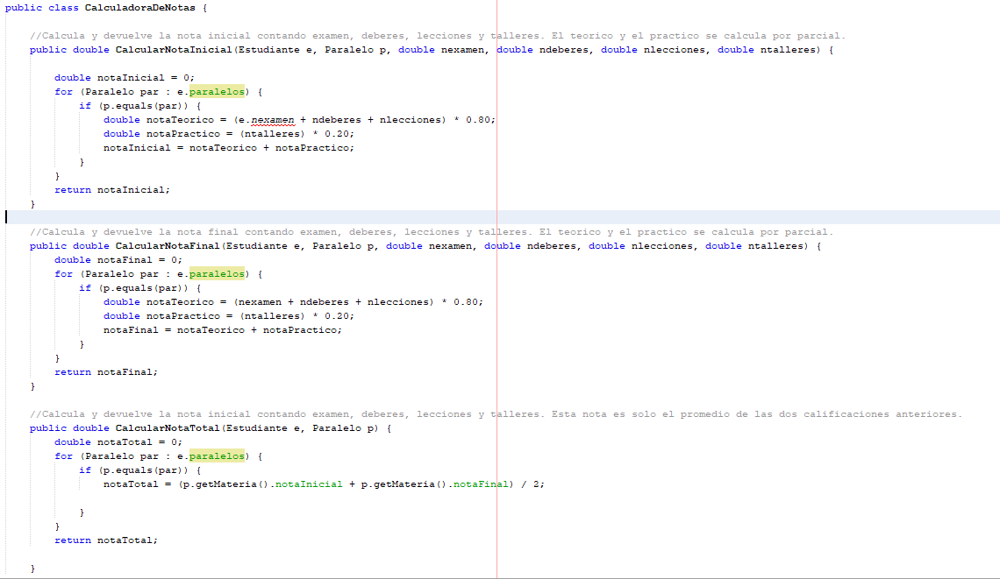 public class CalculadoraDeNotas {
//Calcula y devuelve la nota inicial contando examen, deberes, lecciones y talleres. El teorico y el practico se calcula por parcial.
public double CalcularNotaInicial(Estudiante e, Paralelo p, double nexamen, double ndeberes, double nlecciones, double ntalleres) {
double notaInicial = 0;
for (Paralelo par : e.paralelos) {
if (p.equals(par)) {
double notaTeorico = (e.nexamen + ndeberes + nlecciones) * 0.80;
double notaPractico = (ntalleres) * 0.20;
notaInicial = notaTeorico + notaPractico;
}
}
return notaInicial;
}
//Calcula y devuelve la nota final contando examen, deberes, lecciones y talleres. El teorico y el practico se calcula por parcial.
public double CalcularNotaFinal(Estudiante e, Paralelo p, double nexamen, double ndeberes, double nlecciones, double ntalleres) {
double notaFinal = 0;
for (Paralelo par : e.paralelos) {
if (p.equals(par)) {
double notaTeorico = (nexamen + ndeberes + nlecciones) * 0.80;
double notaPractico = (ntalleres) * 0.20;
notaFinal = notaTeorico + notaPractico;
}
}
return notaFinal;
}
//Calcula y devuelve la nota inicial contando examen, deberes, lecciones y talleres. Esta nota es solo el promedio de las dos calificaciones anteriores.
public double CalcularNotaTotal(Estudiante e, Paralelo p) {
double notaTotal = 0;
for (Paralelo par : e.paralelos) {
if (p.equals(par)) {
notaTotal = (p.getMateria().notaInicial + p.getMateria().notaFinal) / 2;
}
}
return notaTotal;
}